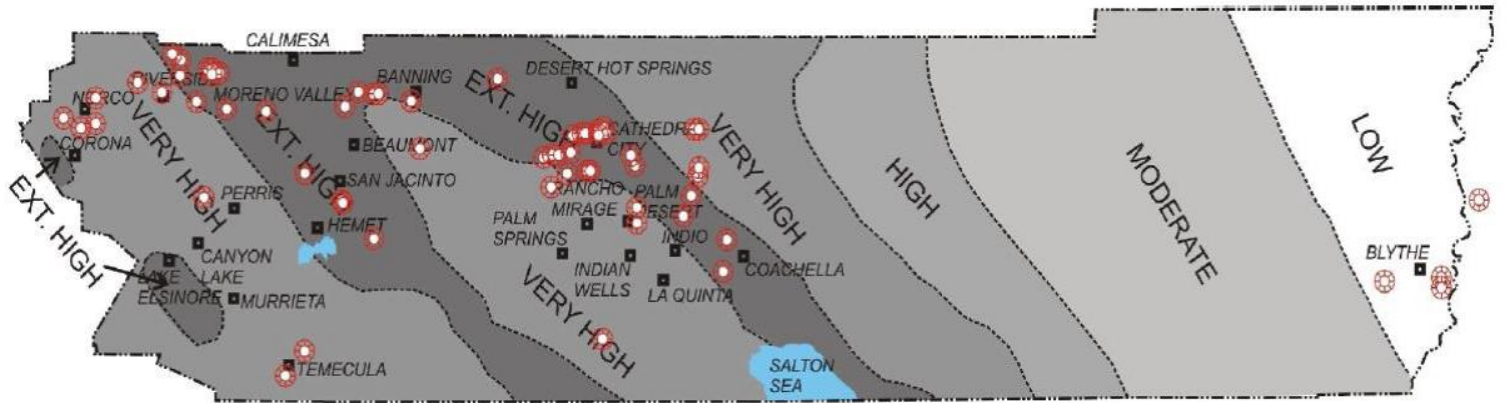 CALIMESA
BANNING
DESERT HOT SPRINGS
RIVERSIDE
NORCO
MORENO VALLEY
EXT. HIGH
CATHEDRAL
CITY
CORONA
VERY HIGH
EXT. HIGH
BEAUMONT
VERY HIGH
LOW
EXT. HIGH
SAN JACINTO
PERRIS
RANCHO
MIRAGE
PALM
DESERT
HIGH
MODERATE
HEMET
PALM
SPRINGS
INDIO
CANYON
LAKE
LAKE
ELSINORE
MURRIETA
INDIAN
WELLS
COACHELLA
LA QUINTA
BLYTHE
VERY HIGH
TEMECULA
SALTON
SEA